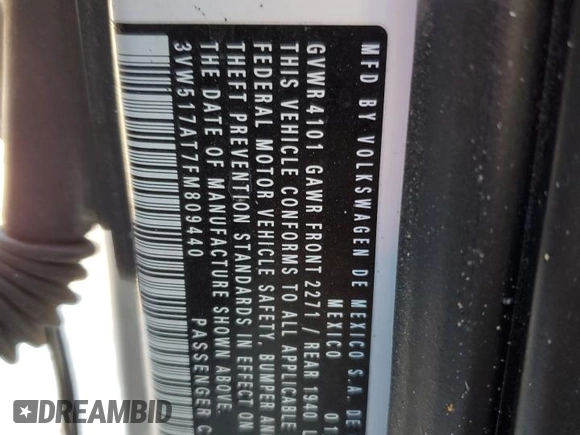 MFD BY VOLKSWAGEN DE MEXICO S.A. DE
MEXICO 01
GVWR 4101 GAWR FRONT 2271 / REAR 1940 L
THIS VEHICLE CONFORMS TO ALL APPLICABLE
FEDERAL MOTOR VEHICLE SAFETY, BUMPER AN
THEFT PREVENTION STANDARDS IN EFFECT ON
THE DATE OF MANUFACTURE SHOWN ABOVE.
3VW517AT7FM809440 PASSENGER C
DREAMBID